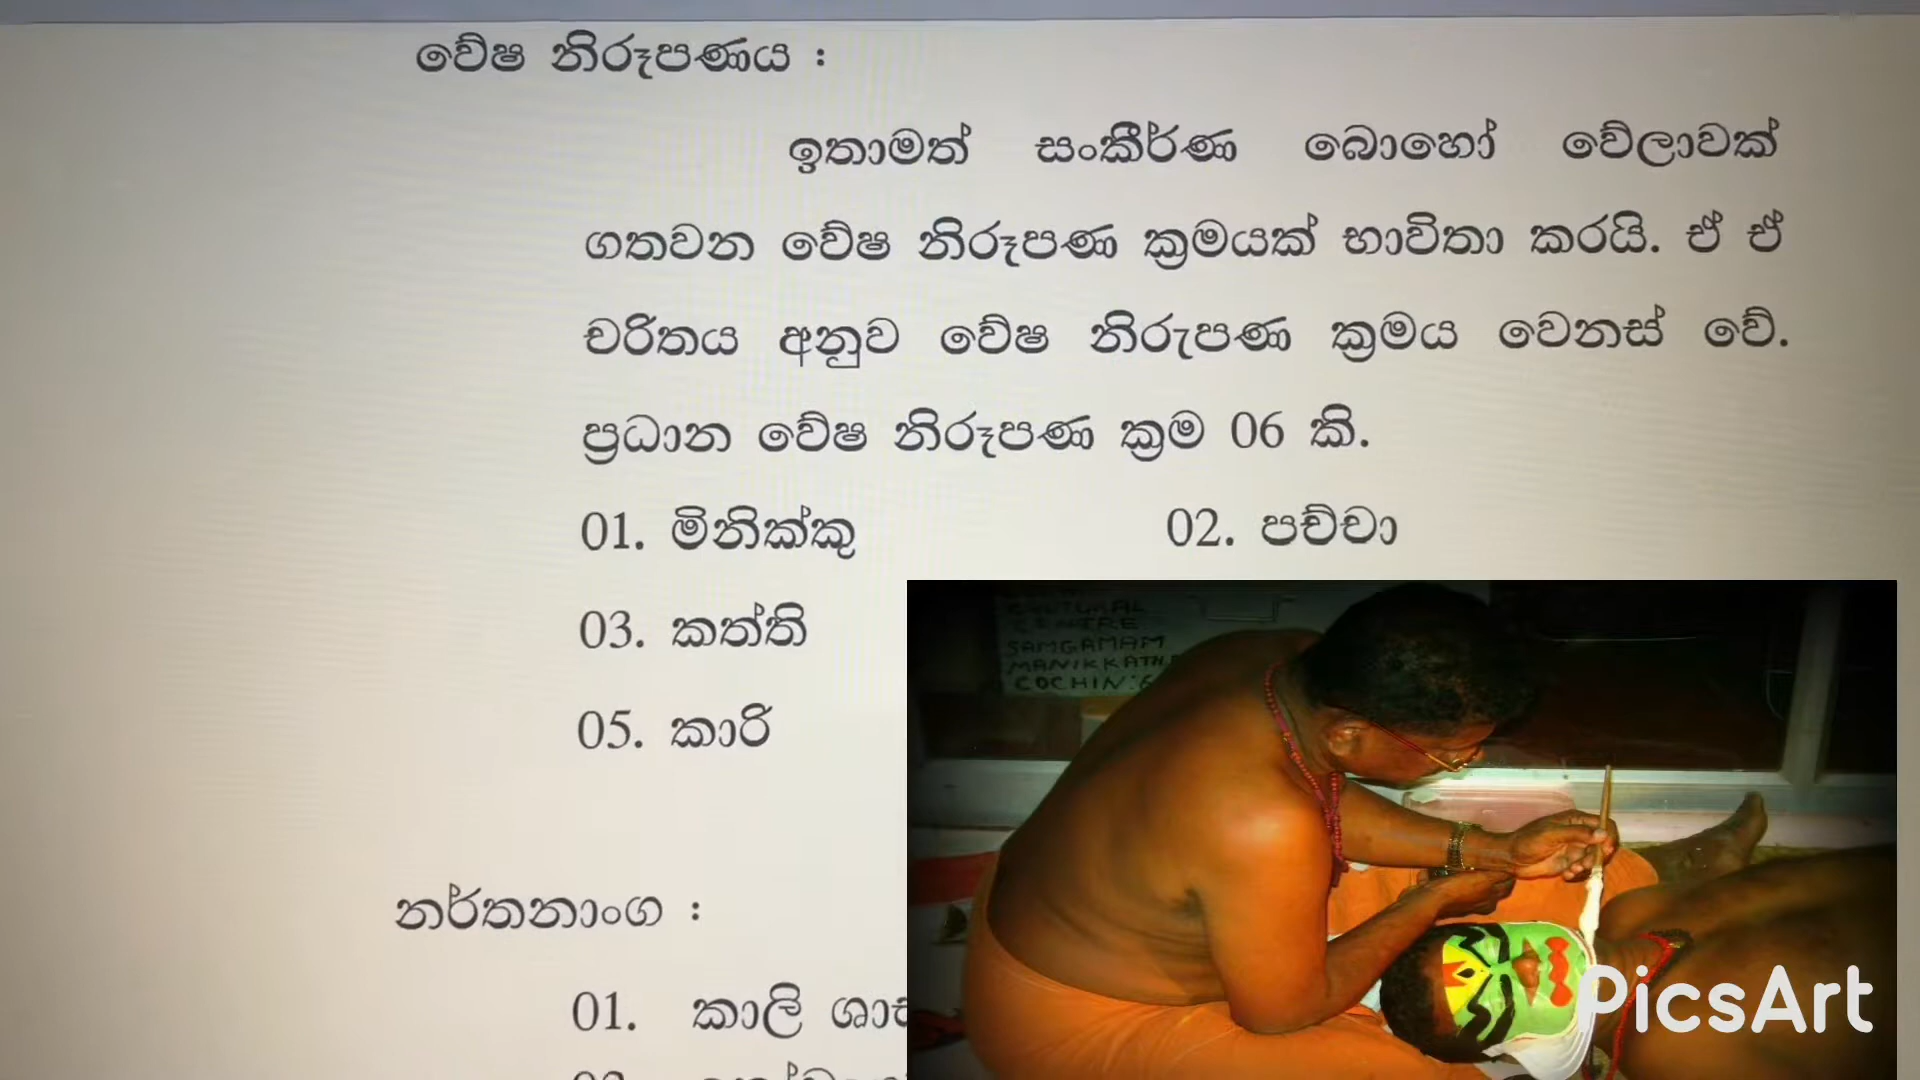 වේෂ නිරූපණය :
ඉතාමත් සංකීර්ණ බොහෝ වේලාවක්
ගතවන වේෂ නිරූපණ ක්‍රමයක් භාවිතා කරයි. ඒ ඒ
චරිතය අනුව වේෂ නිරුපණ ක්‍රමය වෙනස් වේ.
ප්‍රධාන වේෂ නිරූපණ ක්‍රම 06 කි.
01. මිනික්කු 02. පච්චා
03. කත්ති
05. කාරි
CENTRE
SAMGAMAM
COCHIN
නර්තනාංග :
01. කාලි
PicsArt